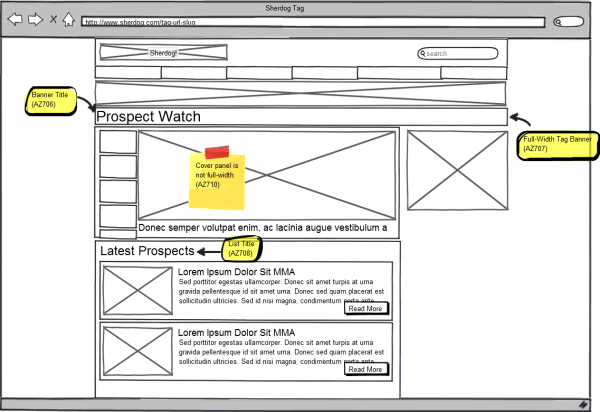 Sherdog Tag
X
http://www.sherdog.com/tag-url-slug
Sherdog!
search
Banner Title
(AZ706)
Prospect Watch
Full-Width Tag Banner
(AZ707)
Cover panel is
not full-width
(AZ710)
Donec semper volutpat enim, ac lacinia augue vestibulum a
List Title
(AZ708)
Latest Prospects
Lorem Ipsum Dolor Sit MMA
Sed porttitor egestas ullamcorper. Donec sit amet turpis at uma
gravida pellentesque id sit amet uma. Donec sed quam placerat est
sollicitudin ultricies. Sed id nisi magna, condimentum porta ante
Read More
Lorem Ipsum Dolor Sit MMA
Sed porttitor egestas ullamcorper. Donec sit amet turpis at uma
gravida pellentesque id sit amet uma. Donec sed quam placerat est
sollicitudin ultricies. Sed id nisi magna, condimentum porta ante
Read More